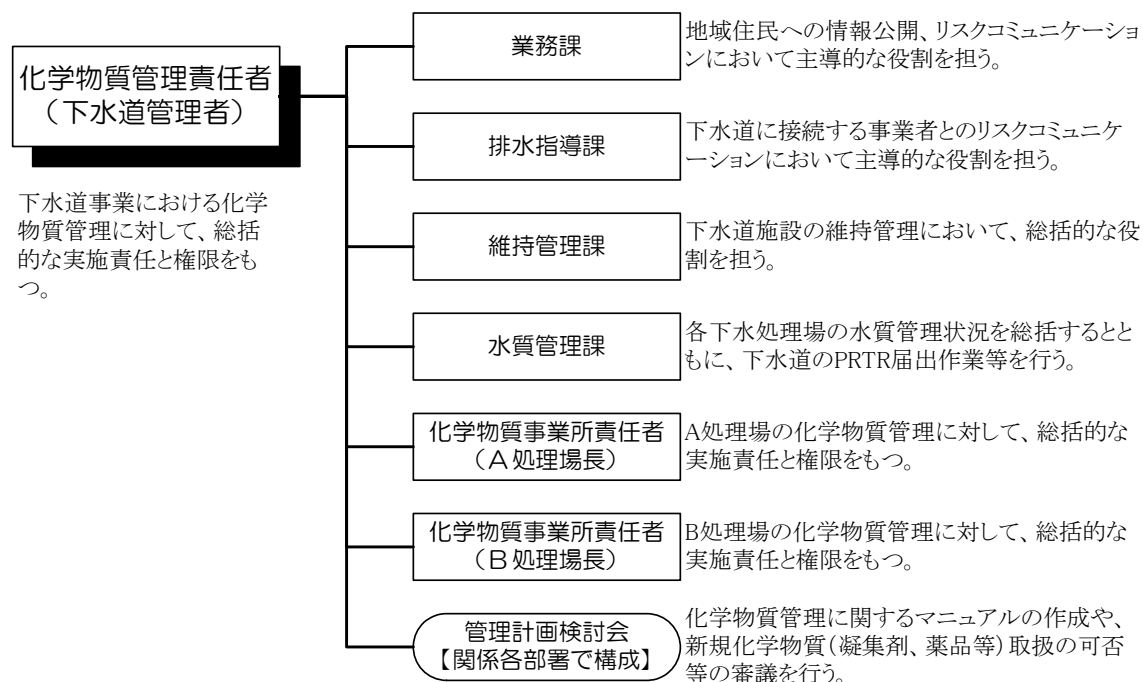 化学物質管理責任者
(下水道管理者)
下水道事業における化学
物質管理に対して、総括
的な実施責任と権限をも
つ。
業務課
地域住民への情報公開、リスクコミュニケーショ
ンにおいて主導的な役割を担う。
排水指導課
下水道に接続する事業者とのリスクコミュニケ
ーションにおいて主導的な役割を担う。
維持管理課
下水道施設の維持管理において、総括的な役
割を担う。
水質管理課
各下水処理場の水質管理状況を総括するとと
もに、下水道のPRTR届出作業等を行う。
化学物質事業所責任者
(A処理場長)
A処理場の化学物質管理に対して、総括的な
実施責任と権限をもつ。
化学物質事業所責任者
(B処理場長)
B処理場の化学物質管理に対して、総括的な
実施責任と権限をもつ。
管理計画検討会
【関係各部署で構成】
化学物質管理に関するマニュアルの作成や、
新規化学物質(凝集剤、薬品等)取扱の可否
等の審議を行う。